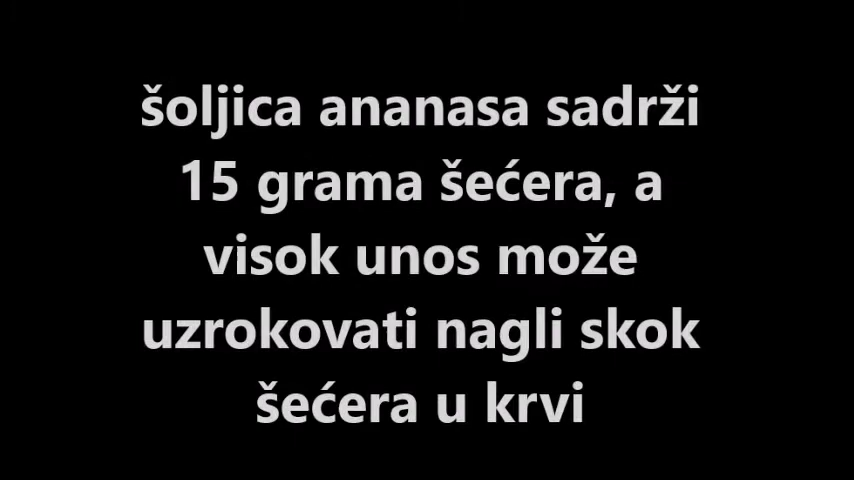 šoljica ananasa sadrži
15 grama šećera, a
visok unos može
uzrokovati nagli skok
šećera u krvi